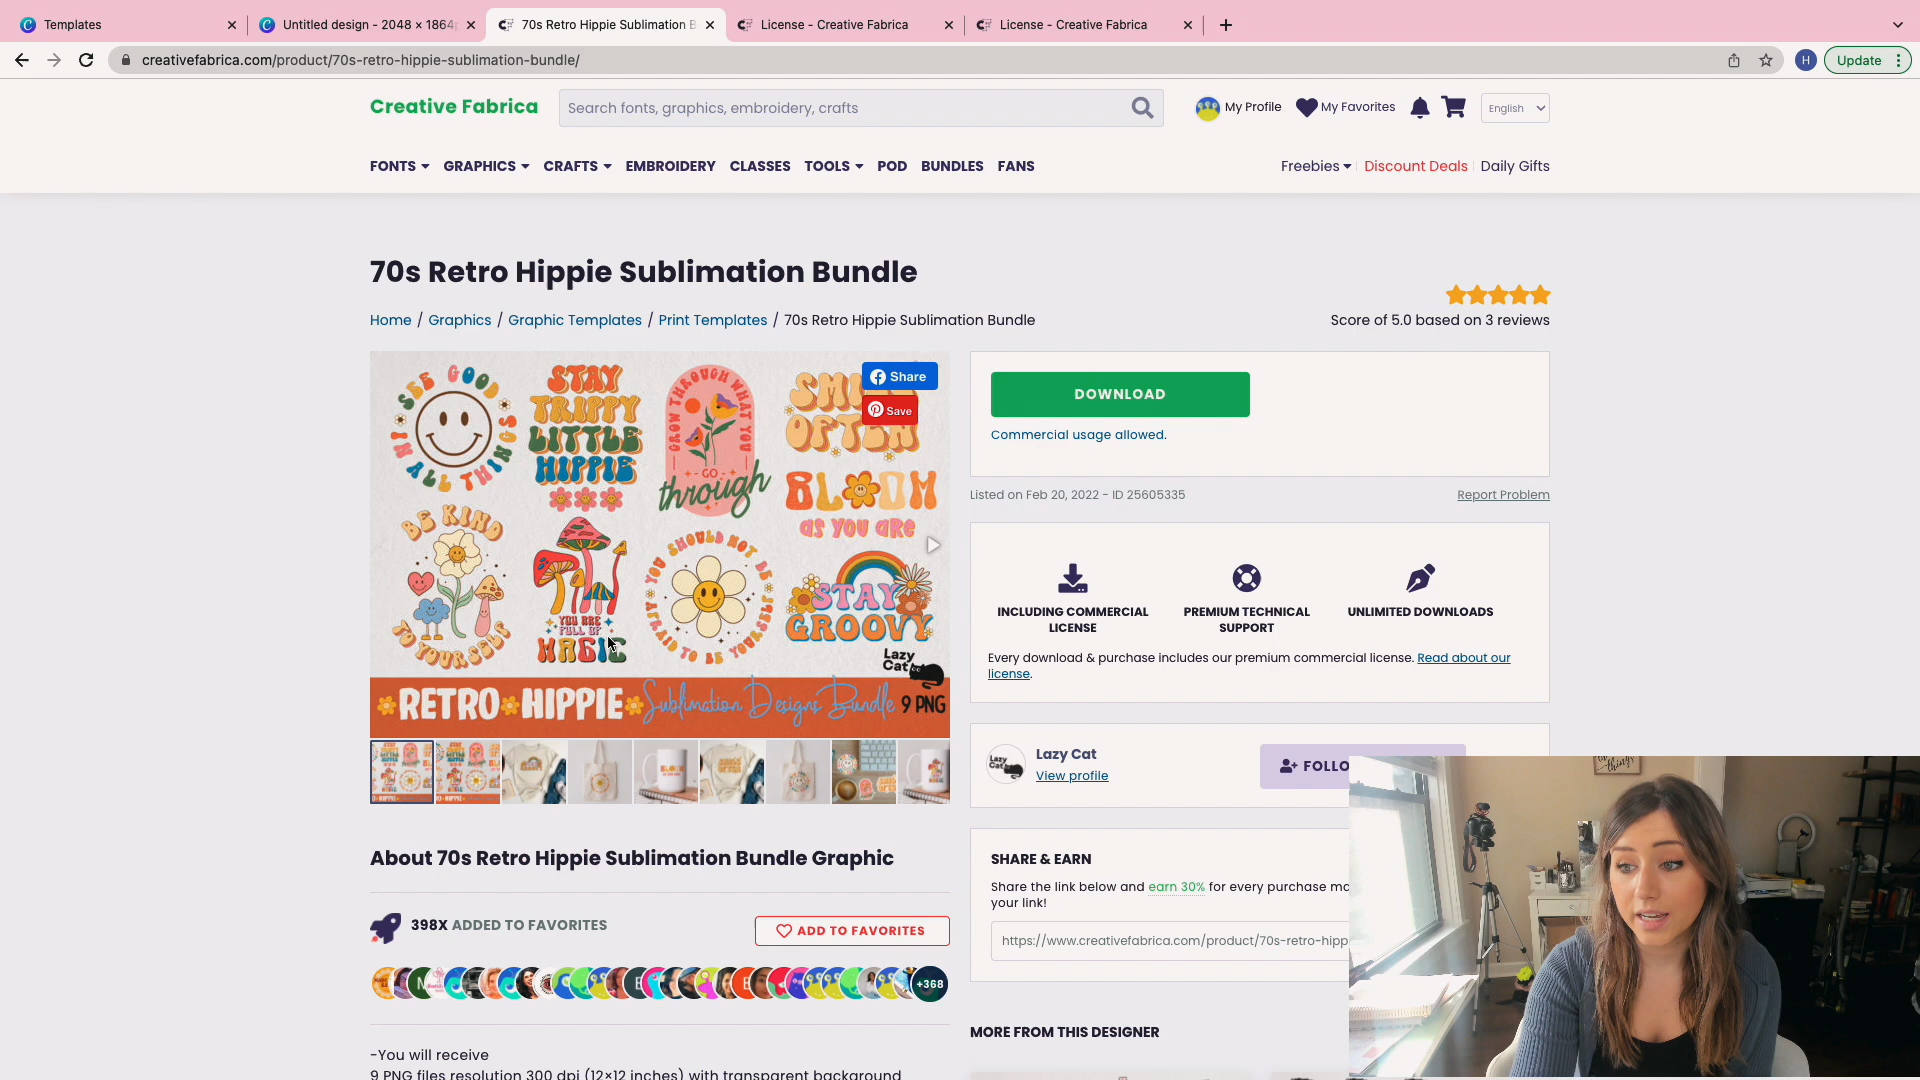 Templates
Untitled design - 2048 × 1864
70s Retro Hippie Sublimation B
License - Creative Fabrica
License - Creative Fabrica
creativefabrica.com/product/70s-retro-hippie-sublimation-bundle/
H
Update
Creative Fabrica
Search fonts, graphics, embroidery, crafts
My Profile
My Favorites
English
FONTS
GRAPHICS
CRAFTS
EMBROIDERY
CLASSES
TOOLS
POD
BUNDLES
FANS
Freebies
Discount Deals
Daily Gifts
70s Retro Hippie Sublimation Bundle
Home / Graphics / Graphic Templates / Print Templates / 70s Retro Hippie Sublimation Bundle
Score of 5.0 based on 3 reviews
SEE GOOD IN ALL THINGS
STAY TRIPPY LITTLE HIPPIE
GROW THROUGH WHAT YOU GO through
SMILE OFTEN
Share
Save
BLOOM as you are
BE KIND TO YOURSELF
YOU ARE FULL OF MAGIC
YOU SHOULD NOT BE AFRAID TO BE YOURSELF
STAY GROOVY
Lazy Cat
RETRO HIPPIE Sublimation Designs Bundle 9 PNG
DOWNLOAD
Commercial usage allowed.
Listed on Feb 20, 2022 - ID 25605335
Report Problem
INCLUDING COMMERCIAL LICENSE
PREMIUM TECHNICAL SUPPORT
UNLIMITED DOWNLOADS
Every download & purchase includes our premium commercial license. Read about our
license.
Lazy Cat
Lazy Cat
View profile
FOLLO
About 70s Retro Hippie Sublimation Bundle Graphic
398X ADDED TO FAVORITES
ADD TO FAVORITES
+368
SHARE & EARN
Share the link below and earn 30% for every purchase ma
your link!
https://www.creativefabrica.com/product/70s-retro-hipp
MORE FROM THIS DESIGNER
-You will receive
9 PNG files resolution 300 dpi (12×12 inches) with transparent background